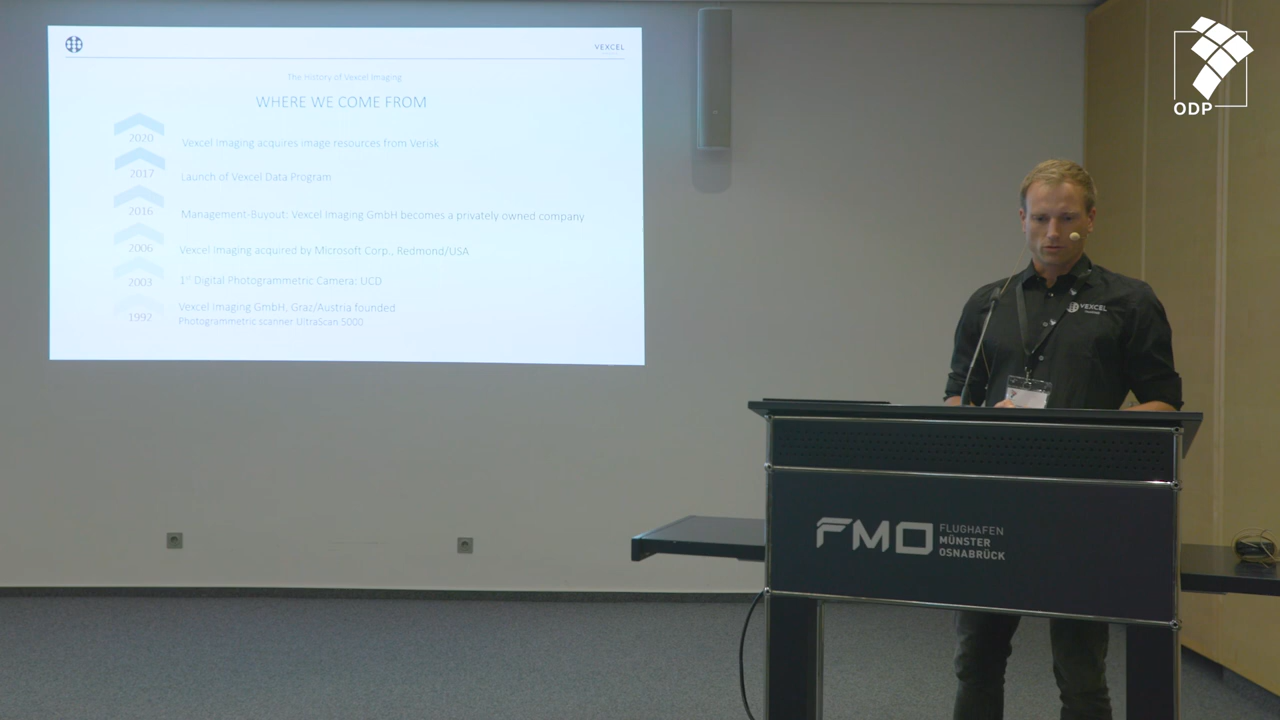 VEXCEL
The History of Vexcel Imaging
WHERE WE COME FROM
2020 Vexcel Imaging acquires image resources from Verisk
2017 Launch of Vexcel Data Program
2016 Management-Buyout: Vexcel Imaging GmbH becomes a privately owned company
2006 Vexcel Imaging acquired by Microsoft Corp., Redmond/USA
2003 1st Digital Photogrammetric Camera: UCD
1992 Vexcel Imaging GmbH, Graz/Austria founded
Photogrammetric scanner UltraScan 5000
ODP
VEXCEL
FMO FLUGHAFEN
MÜNSTER
OSNABRÜCK